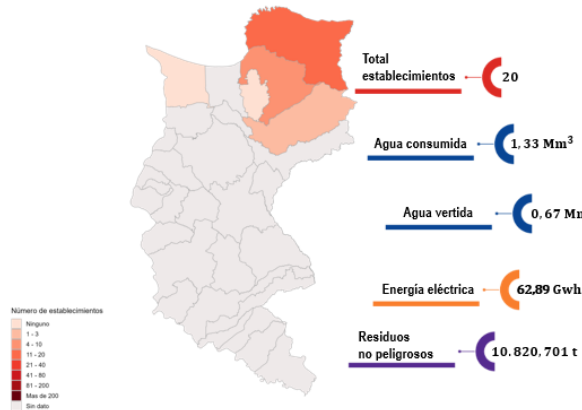 Total
establecimientos
20
Agua consumida
1,33 Mm³
Agua vertida
0,67 Mm
Energía eléctrica
62,89 Gwh
Residuos
no peligrosos
10.820,701 t
Número de establecimientos
Ninguno
1 - 3
4 - 10
11 - 20
21 - 40
41 - 80
81 - 200
Mas de 200
Sin dato